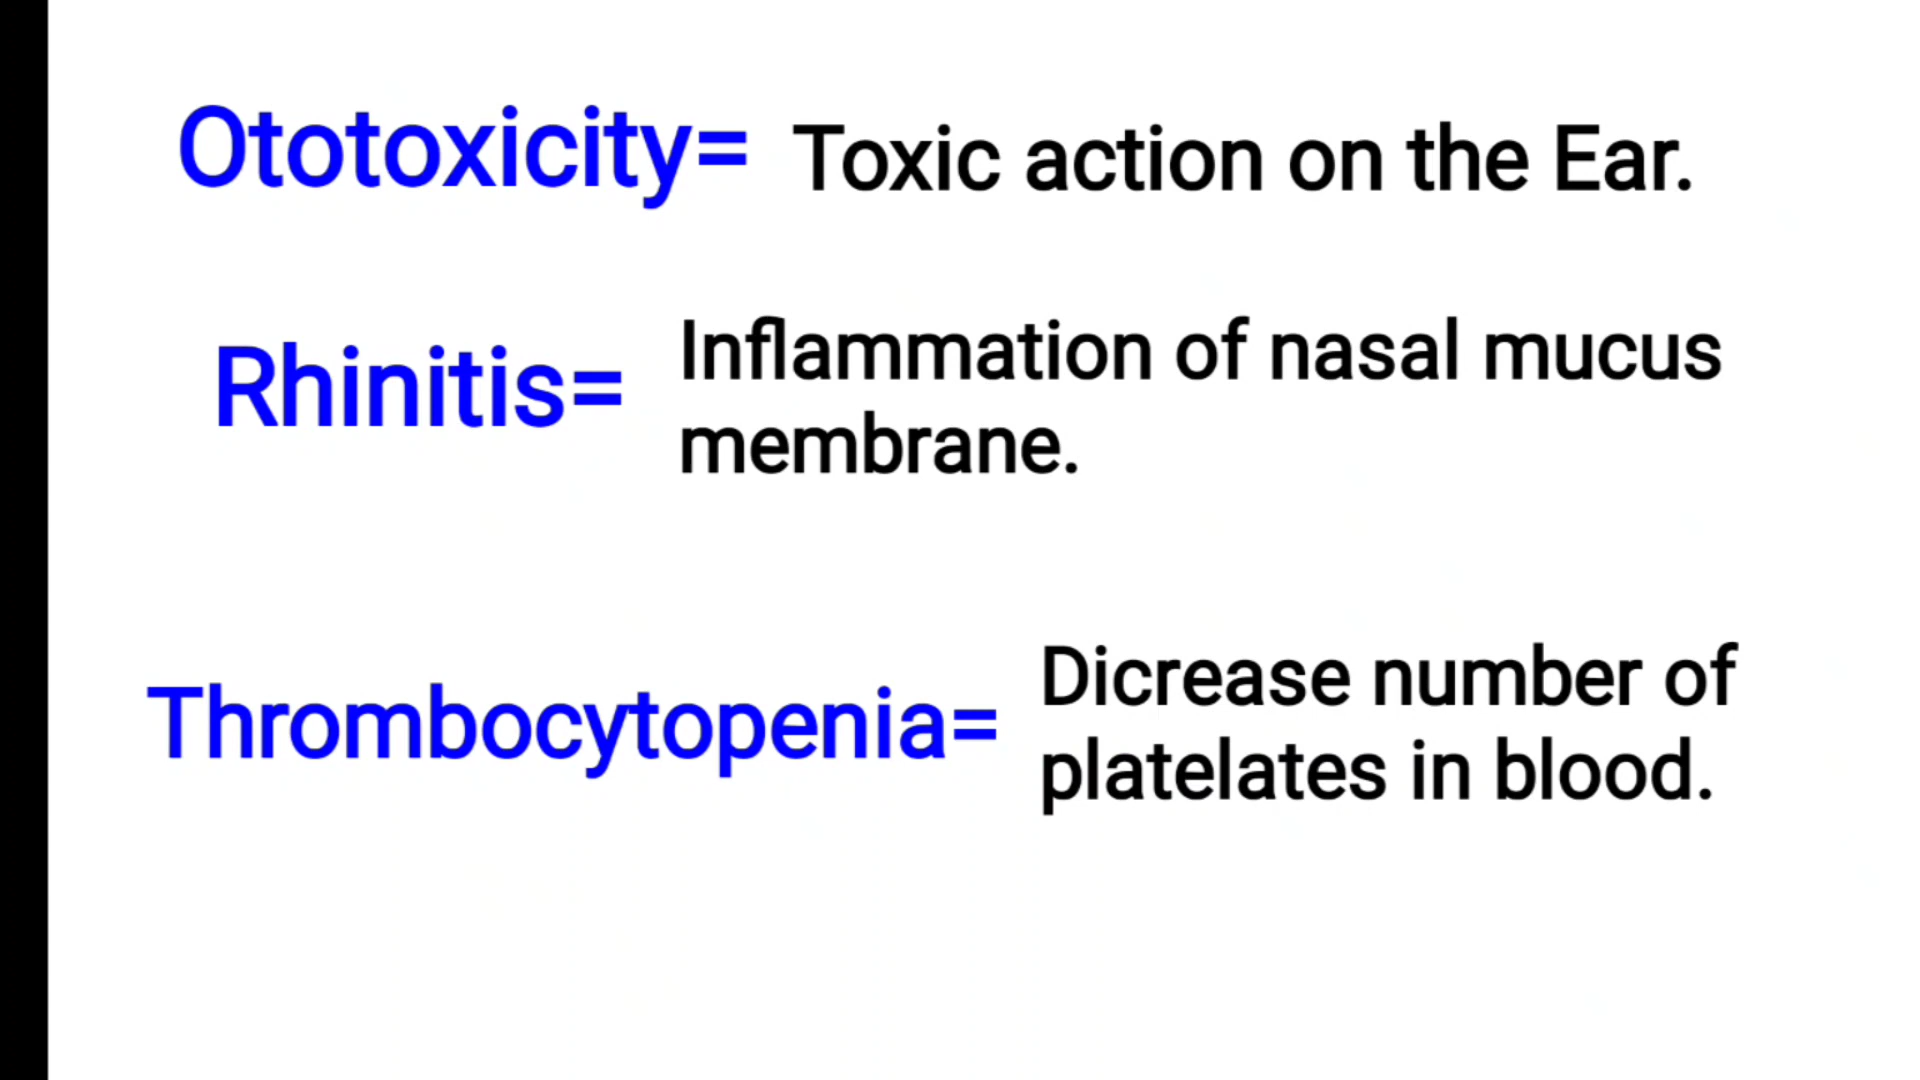 Ototoxicity= Toxic action on the Ear.
Rhinitis= Inflammation of nasal mucus
membrane.
Thrombocytopenia= Dicrease number of
platelates in blood.